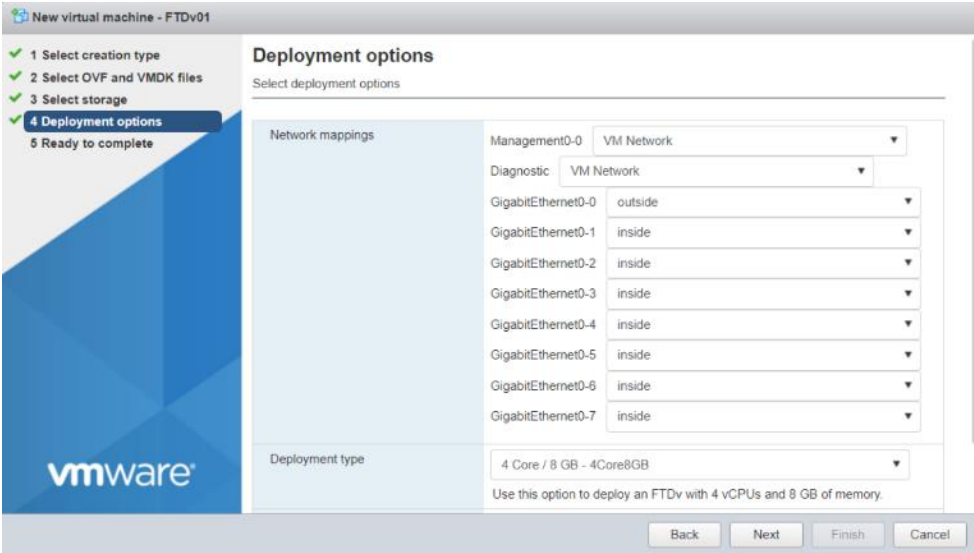 New virtual machine - FTDv01
1 Select creation type
2 Select OVF and VMDK files
3 Select storage
4 Deployment options
5 Ready to complete
vmware®
Deployment options
Select deployment options
Network mappings
Management0-0 VM Network
Diagnostic VM Network
GigabitEthernet0-0 outside
GigabitEthernet0-1 inside
GigabitEthernet0-2 inside
GigabitEthernet0-3 inside
GigabitEthernet0-4 inside
GigabitEthernet0-5 inside
GigabitEthernet0-6 inside
GigabitEthernet0-7 inside
Deployment type 4 Core / 8 GB - 4Core8GB
Use this option to deploy an FTDv with 4 vCPUs and 8 GB of memory.
Back Next Finish Cancel